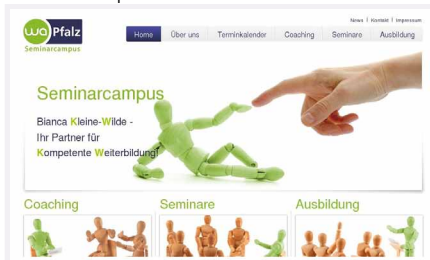 News | Kontakt | Impressum
wa Pfalz
Seminarcampus
Home Über uns Terminkalender Coaching Seminare Ausbildung
Seminarcampus
Bianca Kleine-Wilde -
Ihr Partner für
Kompetente Weiterbildung!
Coaching Seminare Ausbildung